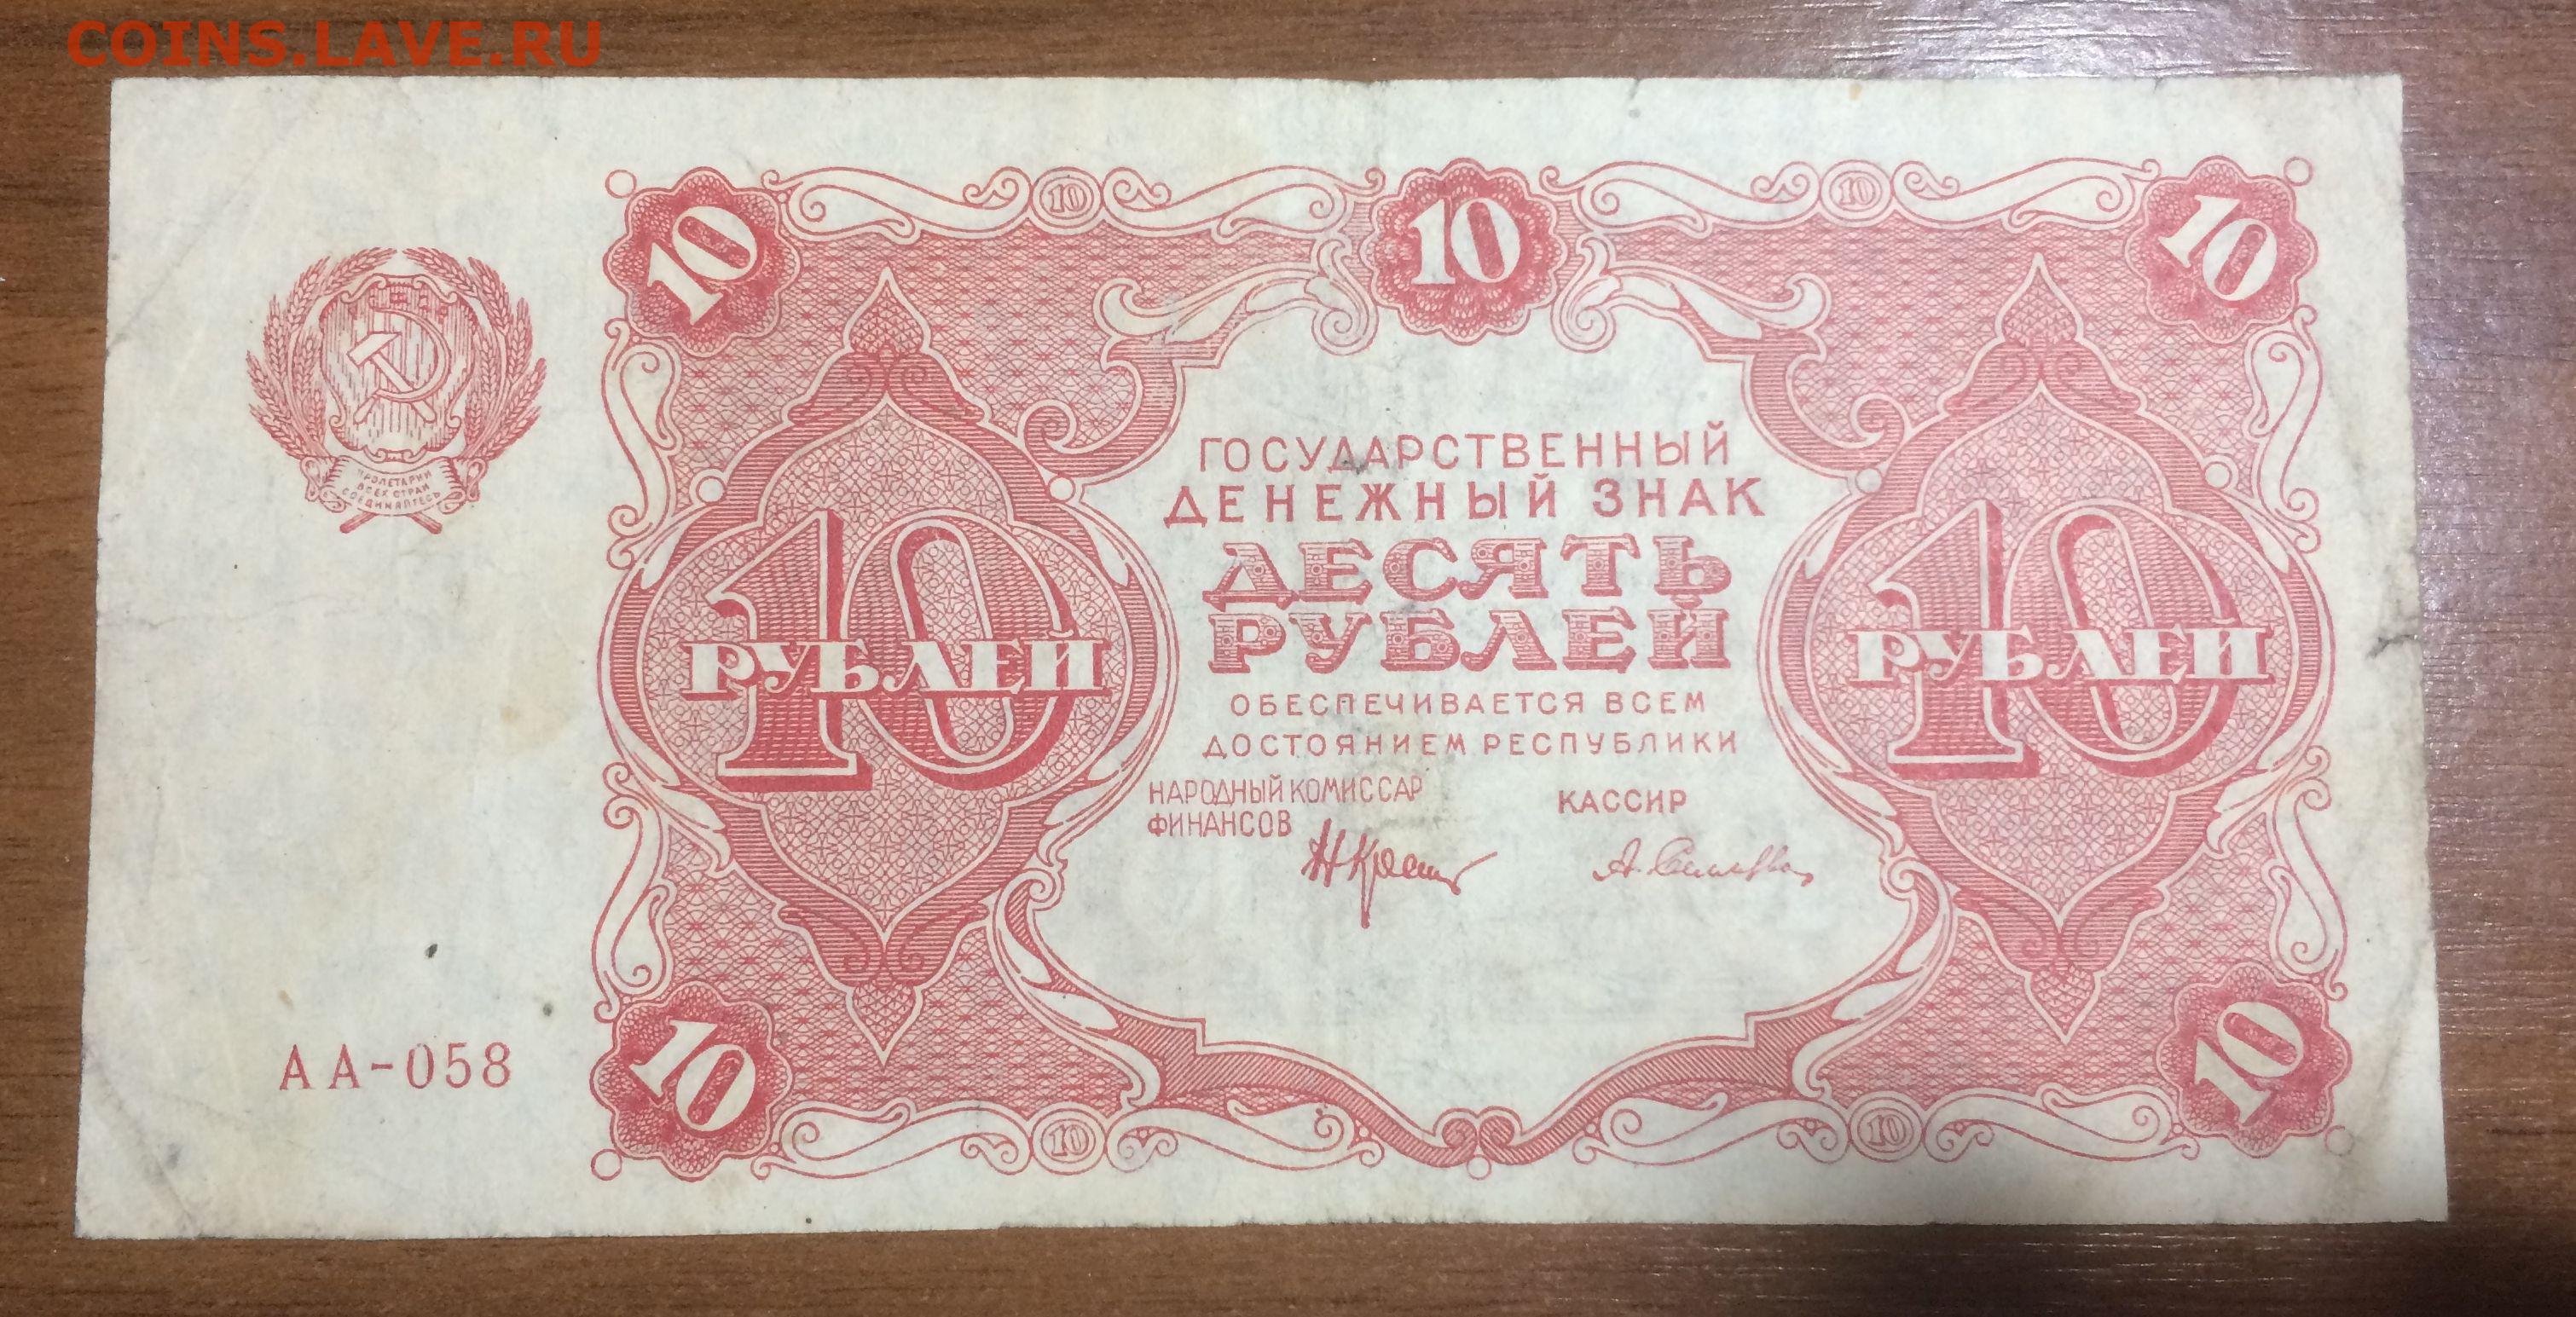 COINS.LAVE.RU
10 10 10 10 10
ПРОЛЕТАРИИ
ВСЕХ СТРАН
СОЕДИНЯЙТЕСЬ
ГОСУДАРСТВЕННЫЙ
ДЕНЕЖНЫЙ ЗНАК
ДЕСЯТЬ
РУБЛЕЙ
10
РУБЛЕЙ
10
РУБЛЕЙ
ОБЕСПЕЧИВАЕТСЯ ВСЕМ
ДОСТОЯНИЕМ РЕСПУБЛИКИ
НАРОДНЫЙ КОМИССАР
ФИНАНСОВ
КАССИР
АА-058
10 10 10 10